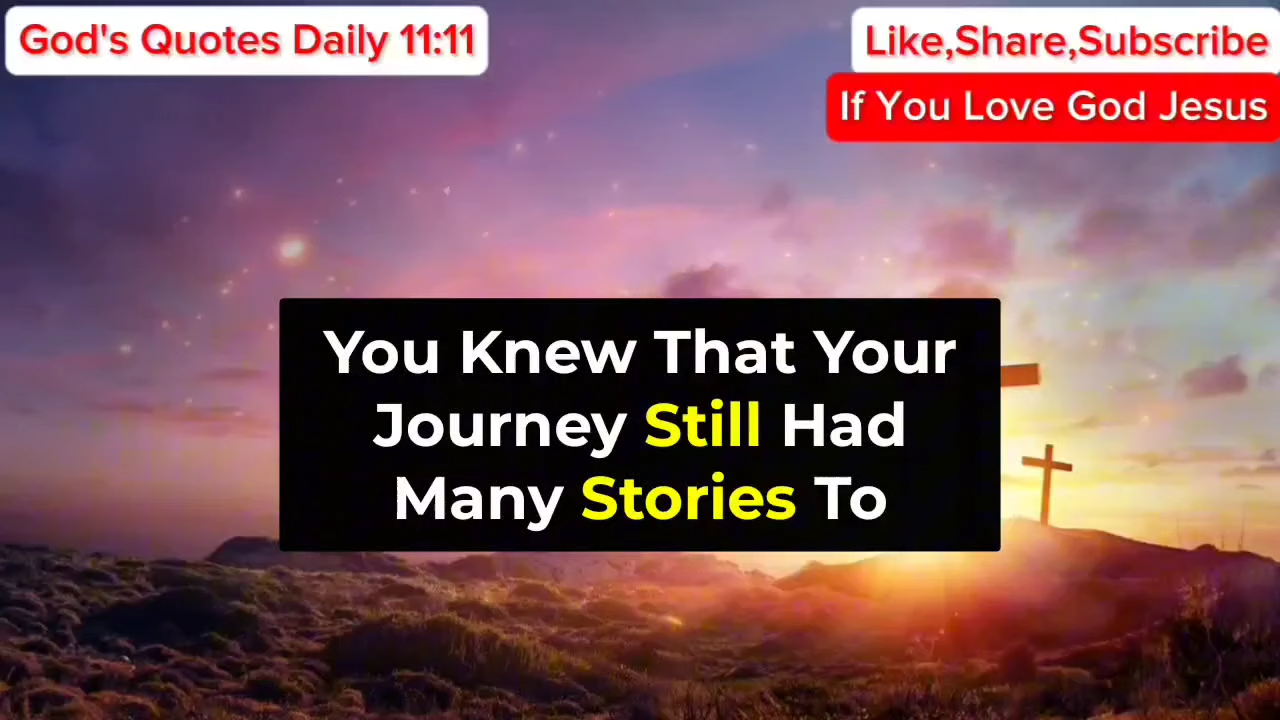 God's Quotes Daily 11:11
Like,Share,Subscribe
If You Love God Jesus
You Knew That Your
Journey Still Had
Many Stories To